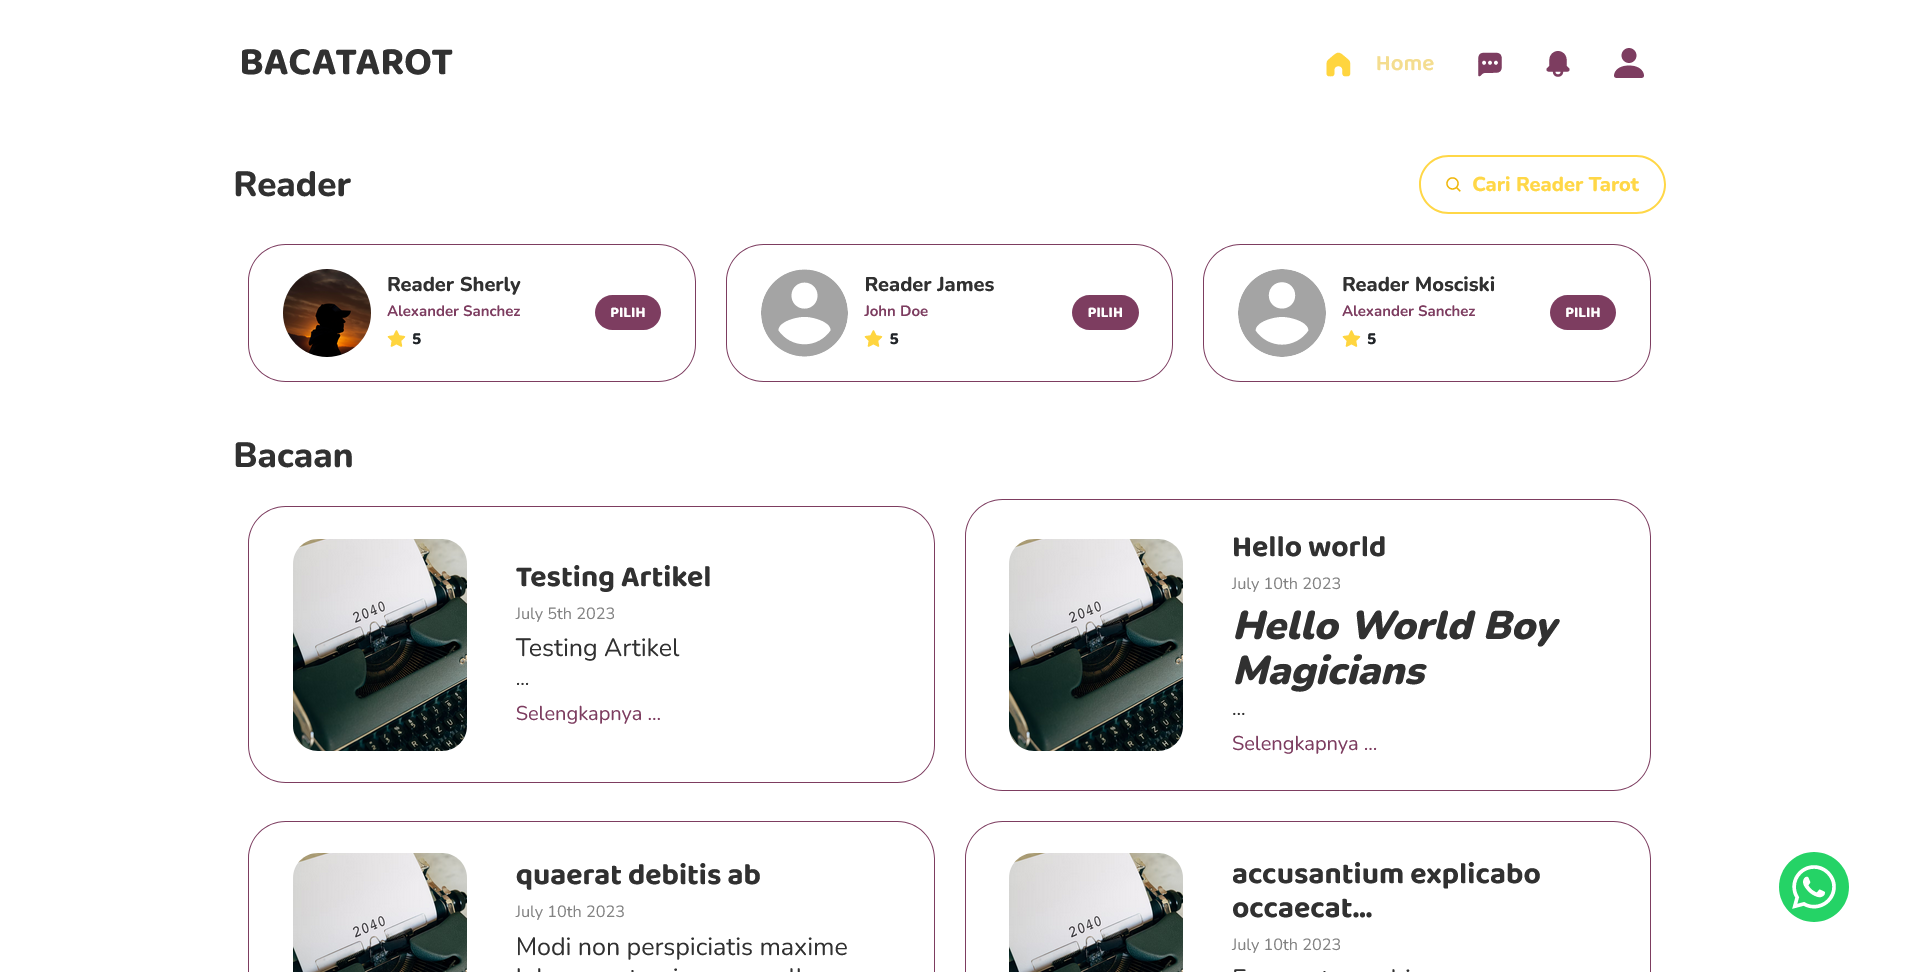 BACATAROT
Home
Reader
Cari Reader Tarot
Reader Sherly
Alexander Sanchez
5
PILIH
Reader James
John Doe
5
PILIH
Reader Mosciski
Alexander Sanchez
5
PILIH
Bacaan
2040
Testing Artikel
July 5th 2023
Testing Artikel
...
Selengkapnya ...
2040
Hello world
July 10th 2023
Hello World Boy
Magicians
...
Selengkapnya ...
2040
quaerat debitis ab
July 10th 2023
Modi non perspiciatis maxime
2040
accusantium explicabo
occaecat...
July 10th 2023